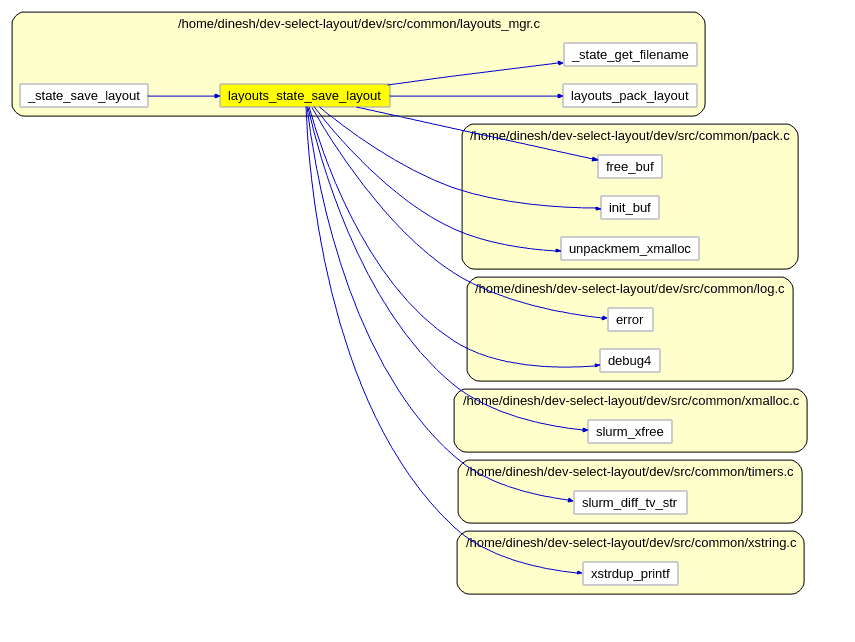 /home/dinesh/dev-select-layout/dev/src/common/layouts_mgr.c
_state_get_filename
_state_save_layout
layouts_state_save_layout
layouts_pack_layout
/home/dinesh/dev-select-layout/dev/src/common/pack.c
free_buf
init_buf
unpackmem_xmalloc
/home/dinesh/dev-select-layout/dev/src/common/log.c
error
debug4
/home/dinesh/dev-select-layout/dev/src/common/xmalloc.c
slurm_xfree
/home/dinesh/dev-select-layout/dev/src/common/timers.c
slurm_diff_tv_str
/home/dinesh/dev-select-layout/dev/src/common/xstring.c
xstrdup_printf